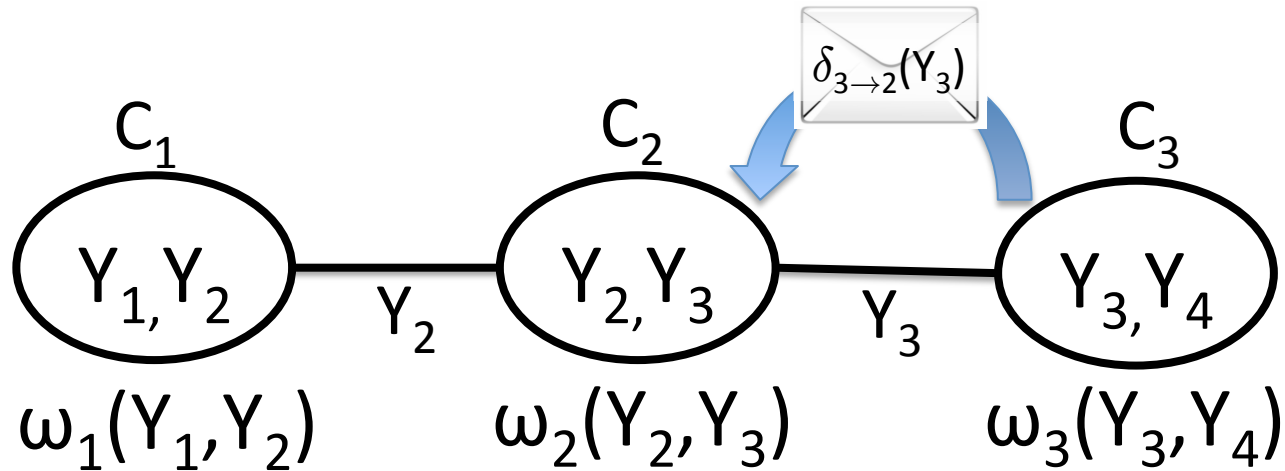 δ₃→₂(Y₃)
C₁ C₂ C₃
Y₁,Y₂ Y₂,Y₃ Y₃,Y₄
Y₂ Y₃
ω₁(Y₁,Y₂) ω₂(Y₂,Y₃) ω₃(Y₃,Y₄)